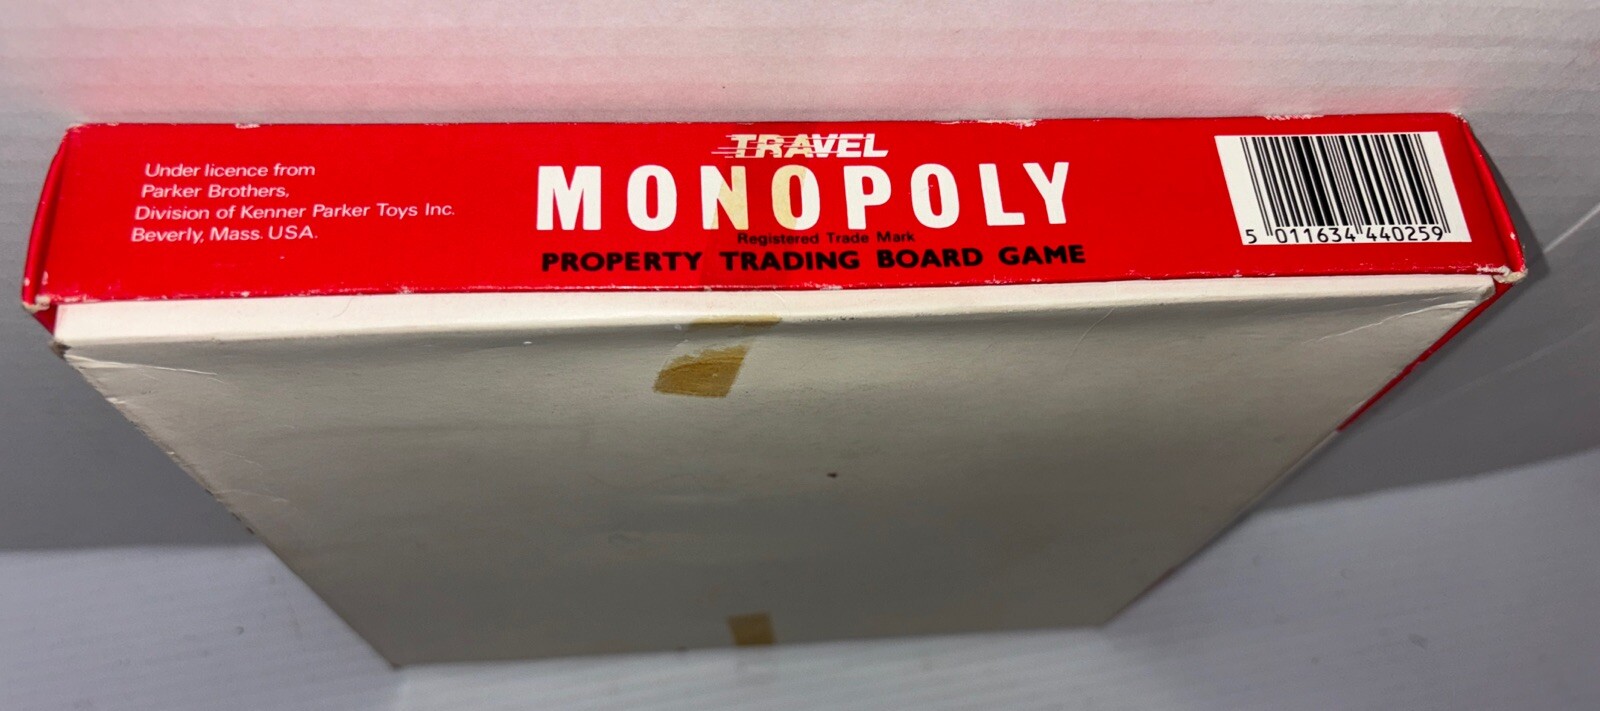 Under licence from
Parker Brothers,
Division of Kenner Parker Toys Inc.
Beverly, Mass. USA.
TRAVEL
MONOPOLY
Registered Trade Mark
PROPERTY TRADING BOARD GAME
5 011634 440259